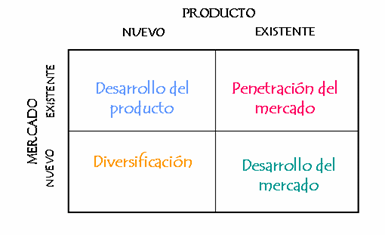 PRODUCTO
NUEVO EXISTENTE
MERCADO
EXISTENTE
Desarrollo del
producto
Penetración del
mercado
NUEVO
Diversificación
Desarrollo del
mercado